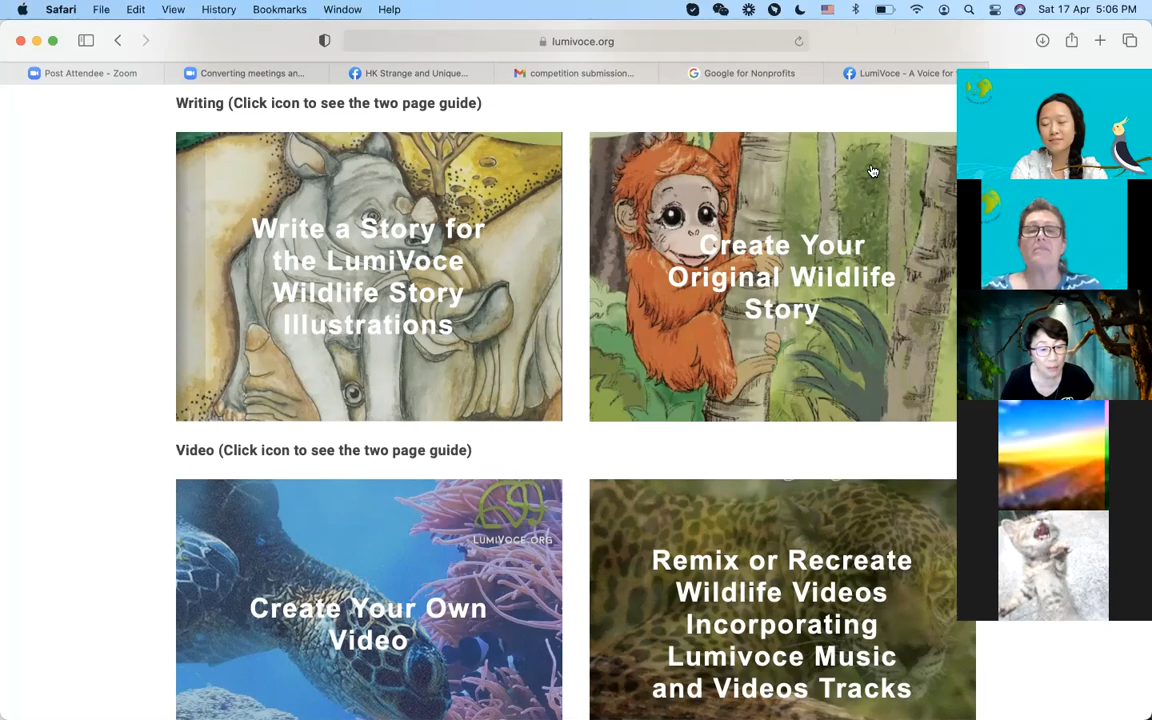 Safari File Edit View History Bookmarks Window Help Sat 17 Apr 5:06 PM
lumivoce.org
Post Attendee - Zoom
Converting meetings an...
HK Strange and Unique...
competition submission...
Google for Nonprofits
LumiVoce - A Voice for
Writing (Click icon to see the two page guide)
Write a Story for
the LumiVoce
Wildlife Story
Illustrations
Create Your
Original Wildlife
Story
Video (Click icon to see the two page guide)
LUMIVOCE.ORG
Create Your Own
Video
Remix or Recreate
Wildlife Videos
Incorporating
Lumivoce Music
and Videos Tracks